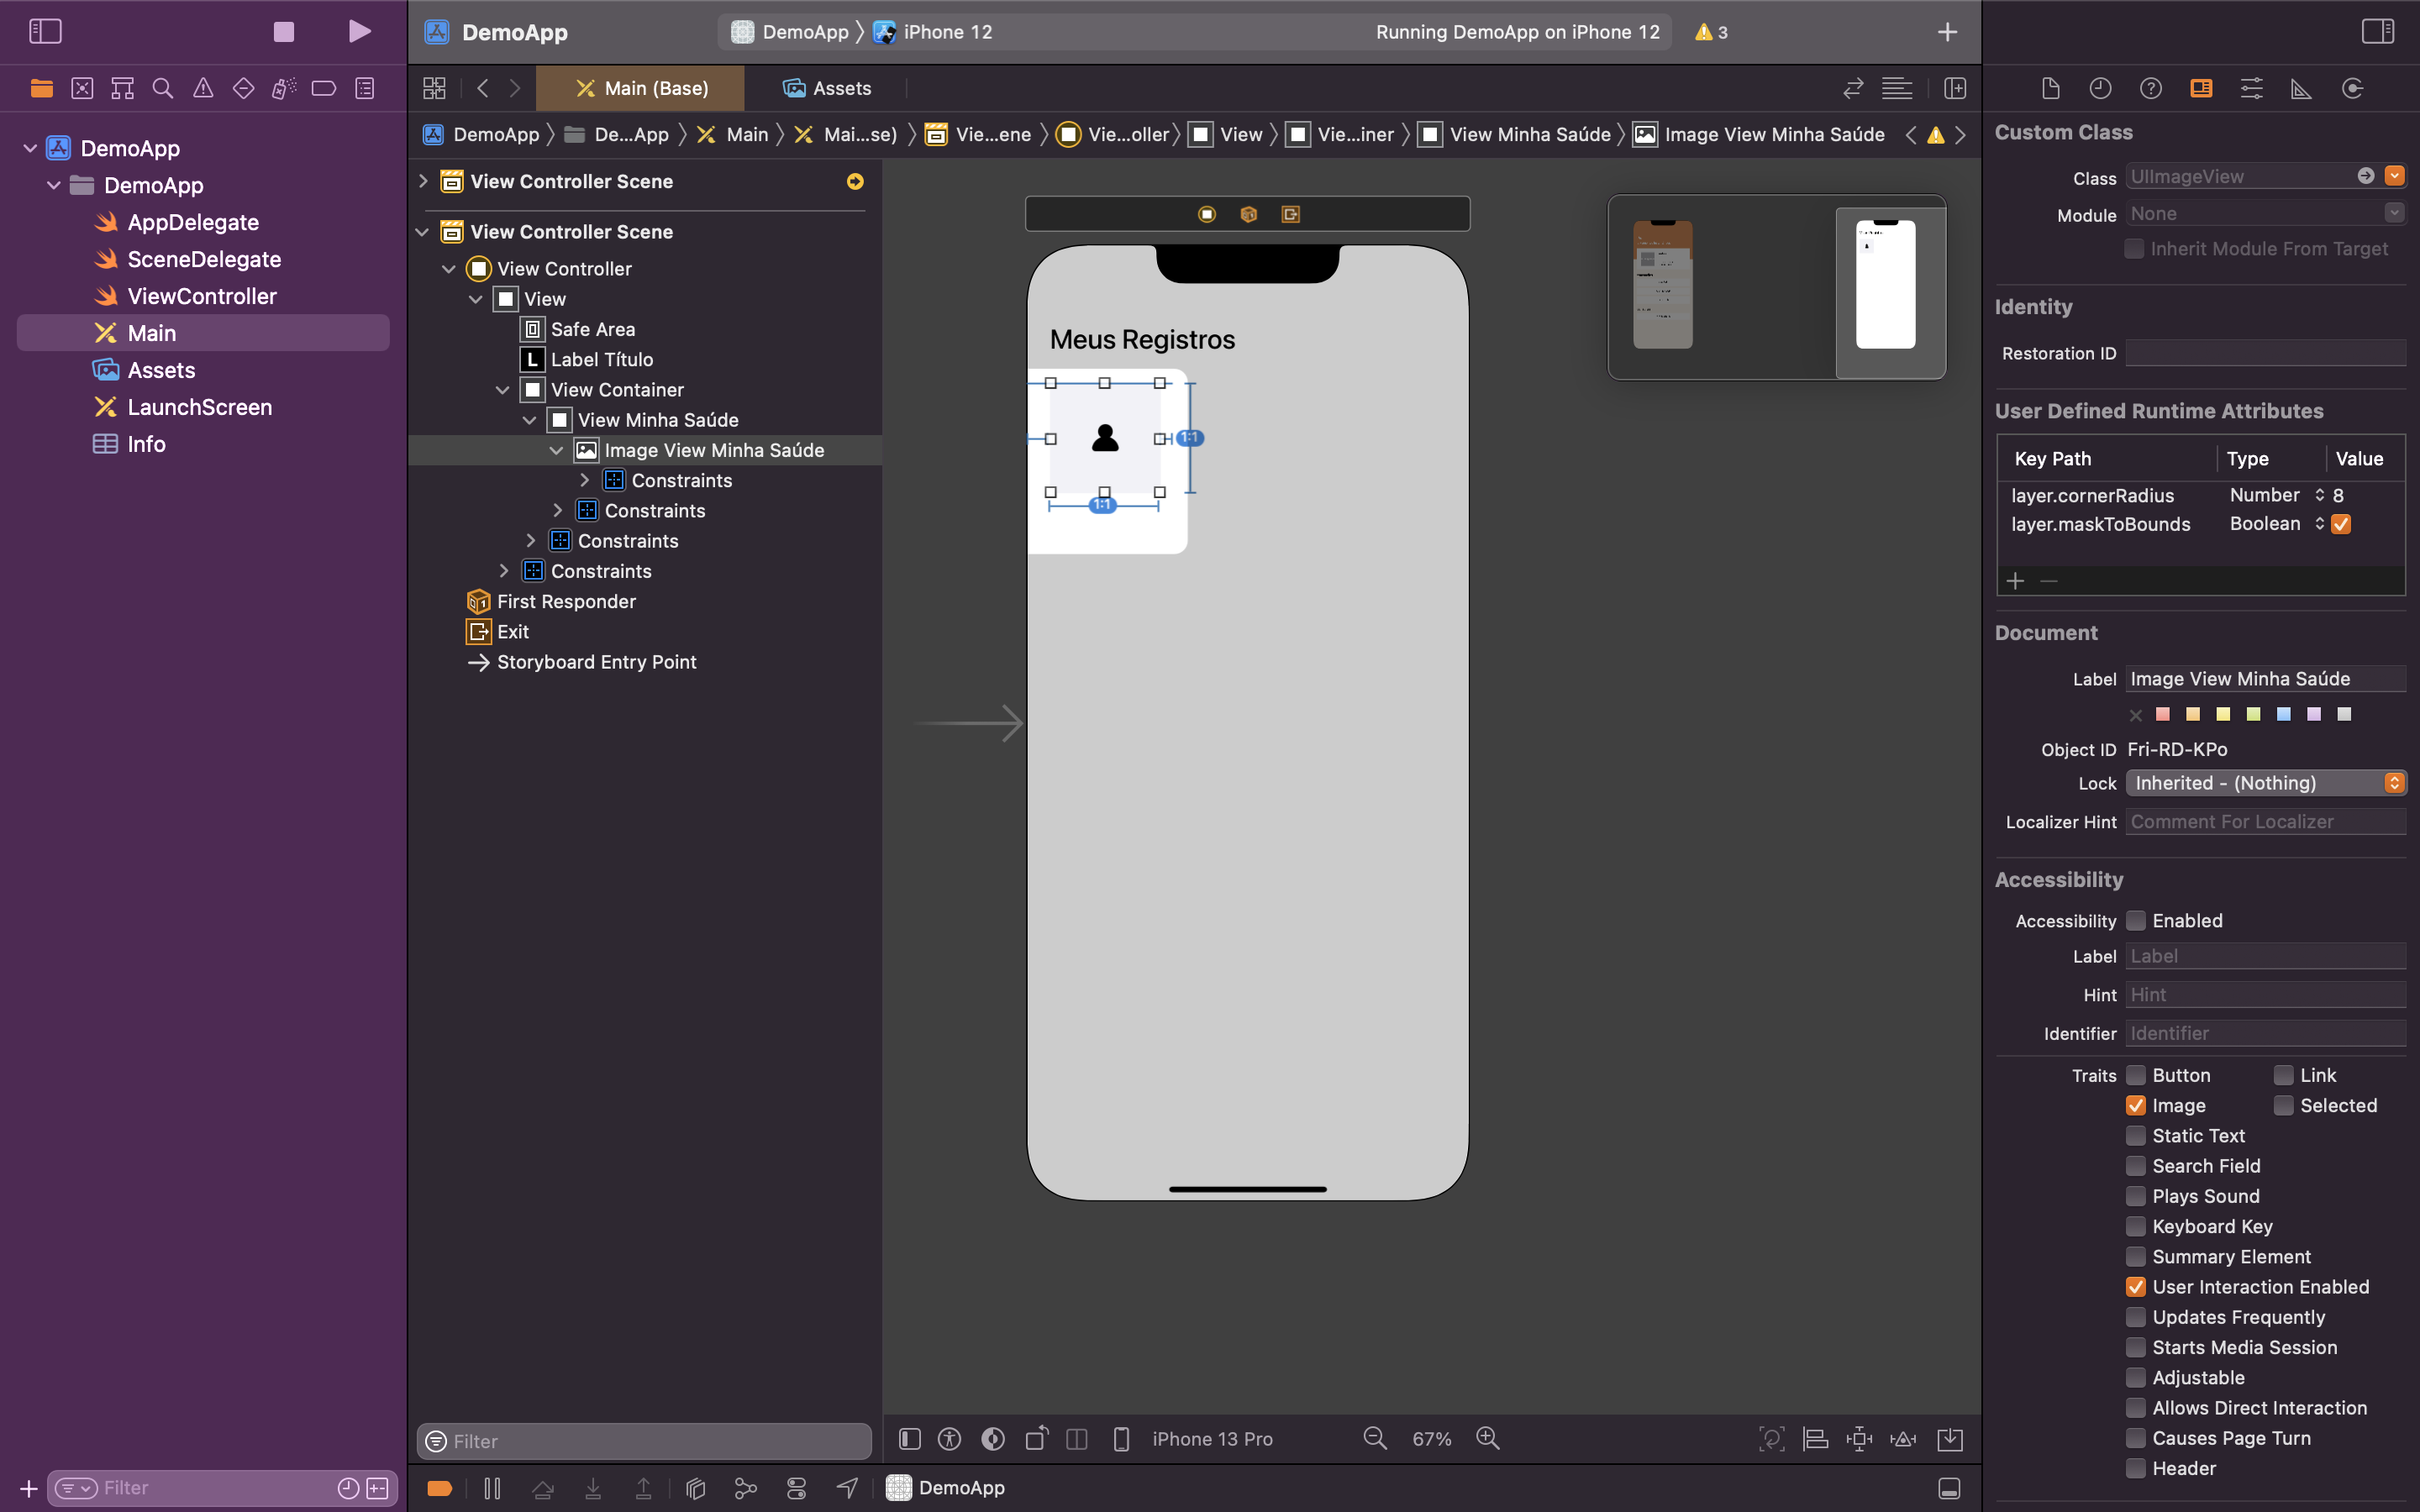 DemoApp
DemoApp
iPhone 12
Running DemoApp on iPhone 12
3
Main (Base)
Assets
DemoApp
De...App
Main
Mai...se)
Vie...ene
Vie...oller
View
Vie...iner
View Minha Saúde
Image View Minha Saúde
DemoApp
DemoApp
AppDelegate
SceneDelegate
ViewController
Main
Assets
LaunchScreen
Info
Filter
View Controller Scene
View Controller Scene
View Controller
View
Safe Area
L
Label Título
View Container
View Minha Saúde
Image View Minha Saúde
Constraints
Constraints
Constraints
Constraints
First Responder
Exit
Storyboard Entry Point
Filter
Meus Registros
1:1
1:1
iPhone 13 Pro
67%
DemoApp
Custom Class
Class UIImageView
Module None
Inherit Module From Target
Identity
Restoration ID
User Defined Runtime Attributes
Key Path Type Value
layer.cornerRadius Number 8
layer.maskToBounds Boolean
Document
Label Image View Minha Saúde
Object ID Fri-RD-KPo
Lock Inherited - (Nothing)
Localizer Hint Comment For Localizer
Accessibility
Accessibility Enabled
Label Label
Hint Hint
Identifier Identifier
Traits Button Link
Image Selected
Static Text
Search Field
Plays Sound
Keyboard Key
Summary Element
User Interaction Enabled
Updates Frequently
Starts Media Session
Adjustable
Allows Direct Interaction
Causes Page Turn
Header